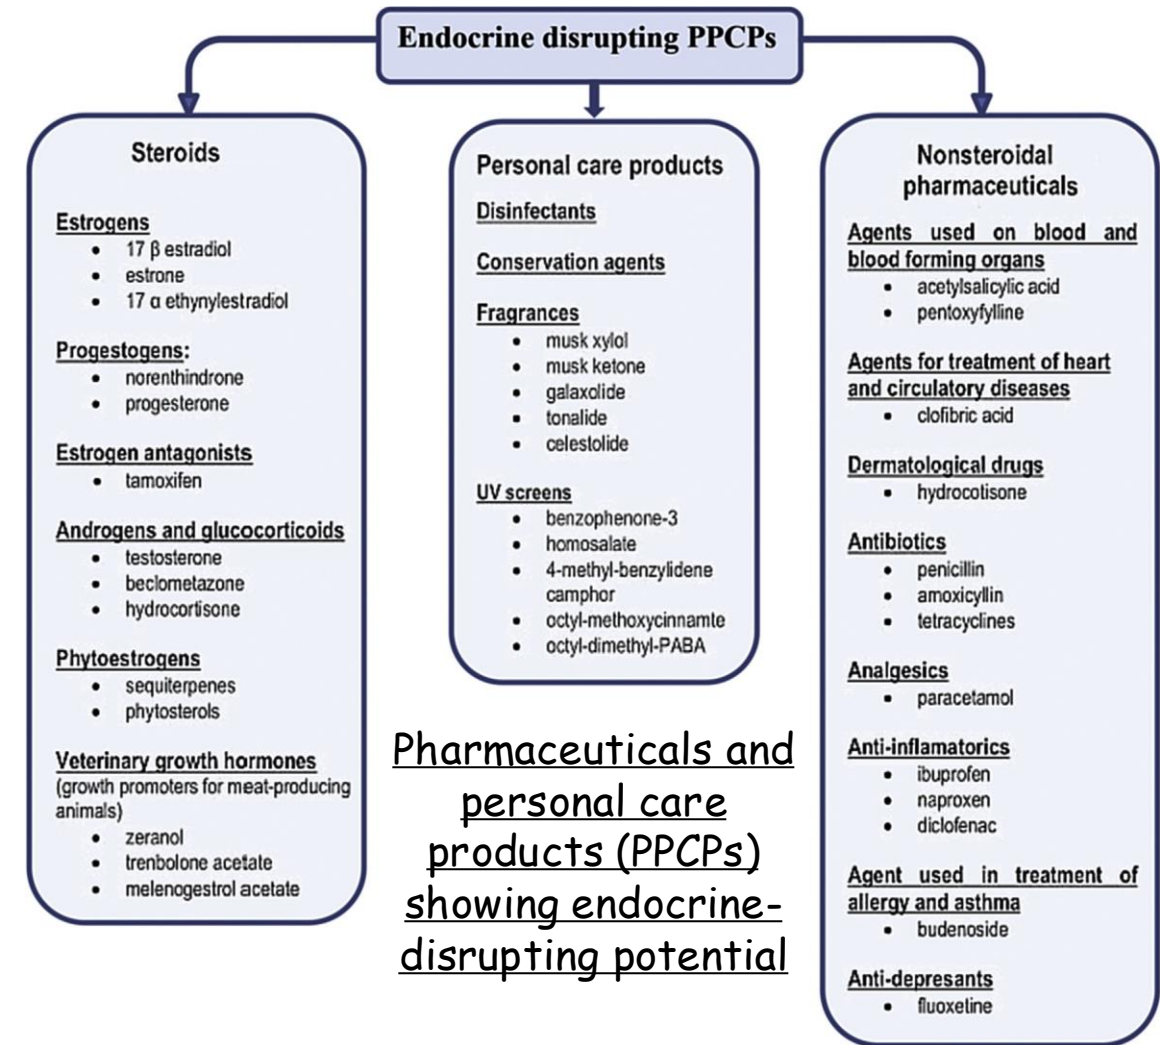 Endocrine disrupting PPCPs
Steroids
Estrogens
• 17 β estradiol
• estrone
• 17 α ethynylestradiol
Progestogens:
• norenthindrone
• progesterone
Estrogen antagonists
• tamoxifen
Androgens and glucocorticoids
• testosterone
• beclometazone
• hydrocortisone
Phytoestrogens
• sequiterpenes
• phytosterols
Veterinary growth hormones
(growth promoters for meat-producing
animals)
• zeranol
• trenbolone acetate
• melenogestrol acetate
Personal care products
Disinfectants
Conservation agents
Fragrances
• musk xylol
• musk ketone
• galaxolide
• tonalide
• celestolide
UV screens
• benzophenone-3
• homosalate
• 4-methyl-benzylidene
camphor
• octyl-methoxycinnamte
• octyl-dimethyl-PABA
Nonsteroidal
pharmaceuticals
Agents used on blood and
blood forming organs
• acetylsalicylic acid
• pentoxyfylline
Agents for treatment of heart
and circulatory diseases
• clofibric acid
Dermatological drugs
• hydrocotisone
Antibiotics
• penicillin
• amoxicyllin
• tetracyclines
Analgesics
• paracetamol
Anti-inflamatorics
• ibuprofen
• naproxen
• diclofenac
Agent used in treatment of
allergy and asthma
• budenoside
Anti-depresants
• fluoxetine
Pharmaceuticals and
personal care
products (PPCPs)
showing endocrine-
disrupting potential